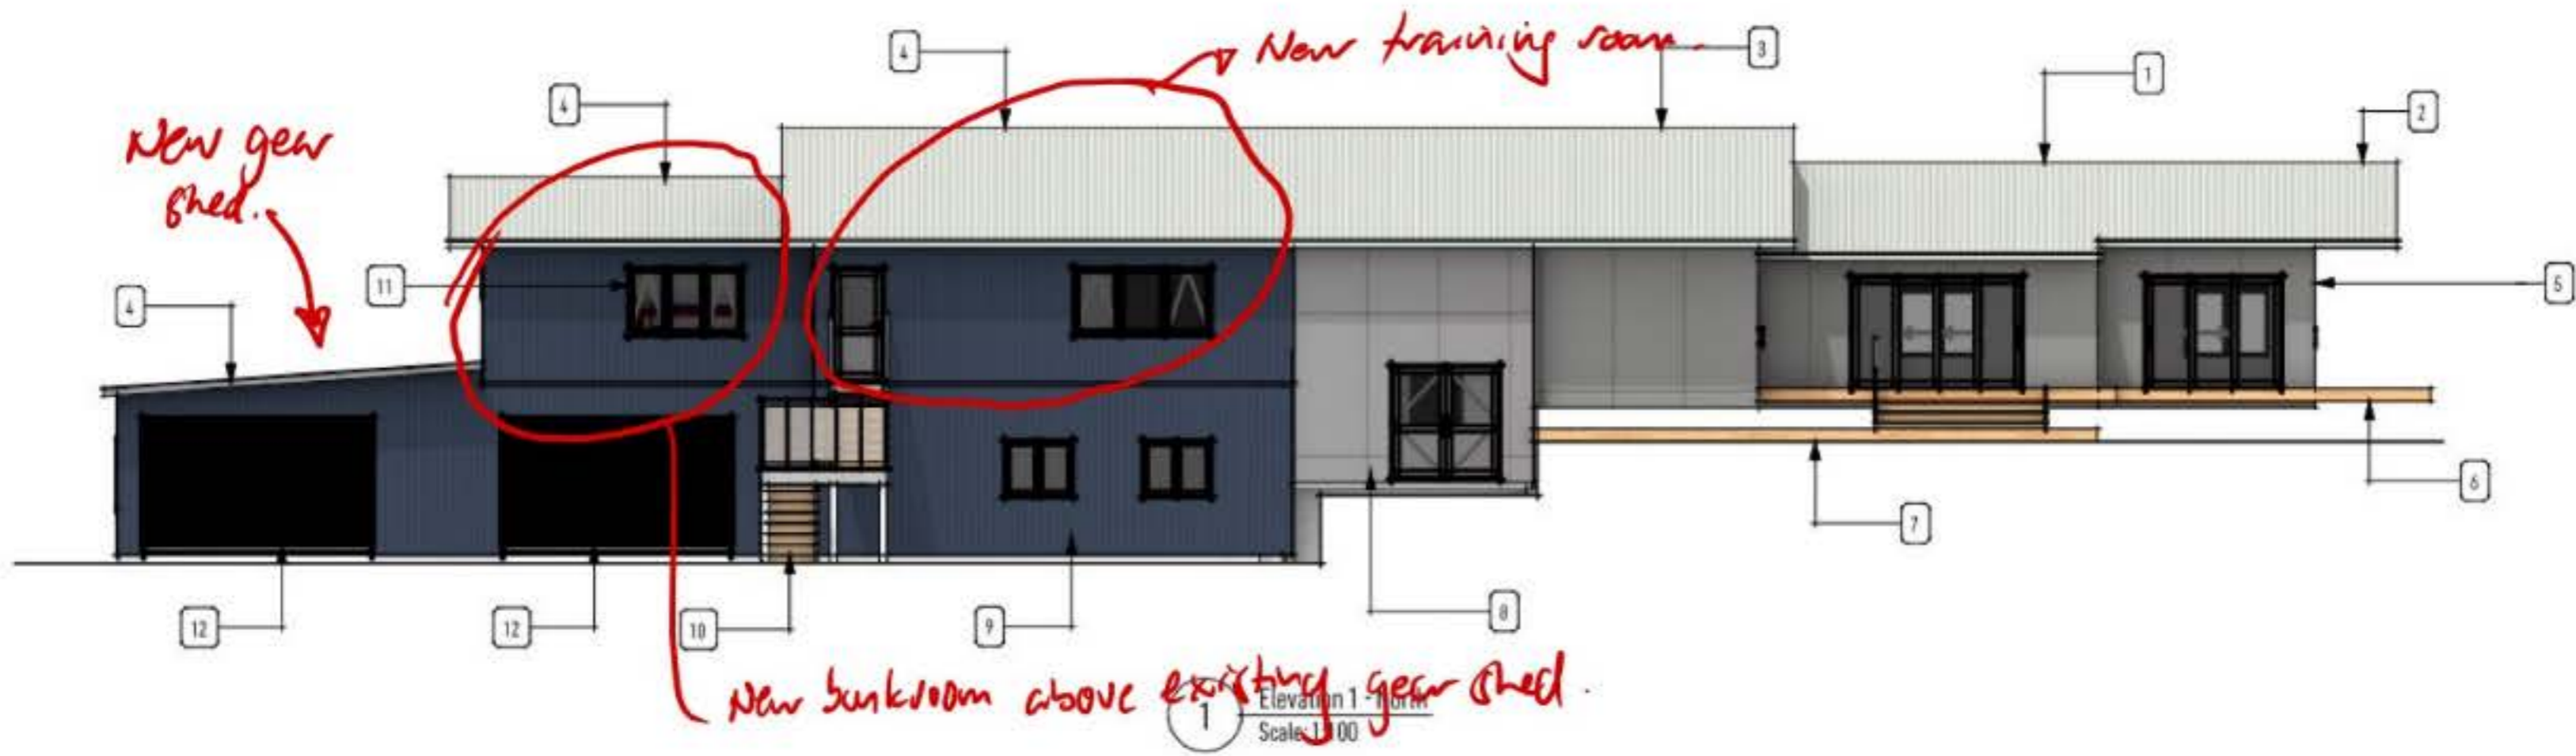 4
New training room.
3
1
2
4
New gear
shed.
11
4
5
6
7
12
12
10
9
8
New bunkroom above existing gear shed.
1
Elevation 1 - North
Scale: 1:100